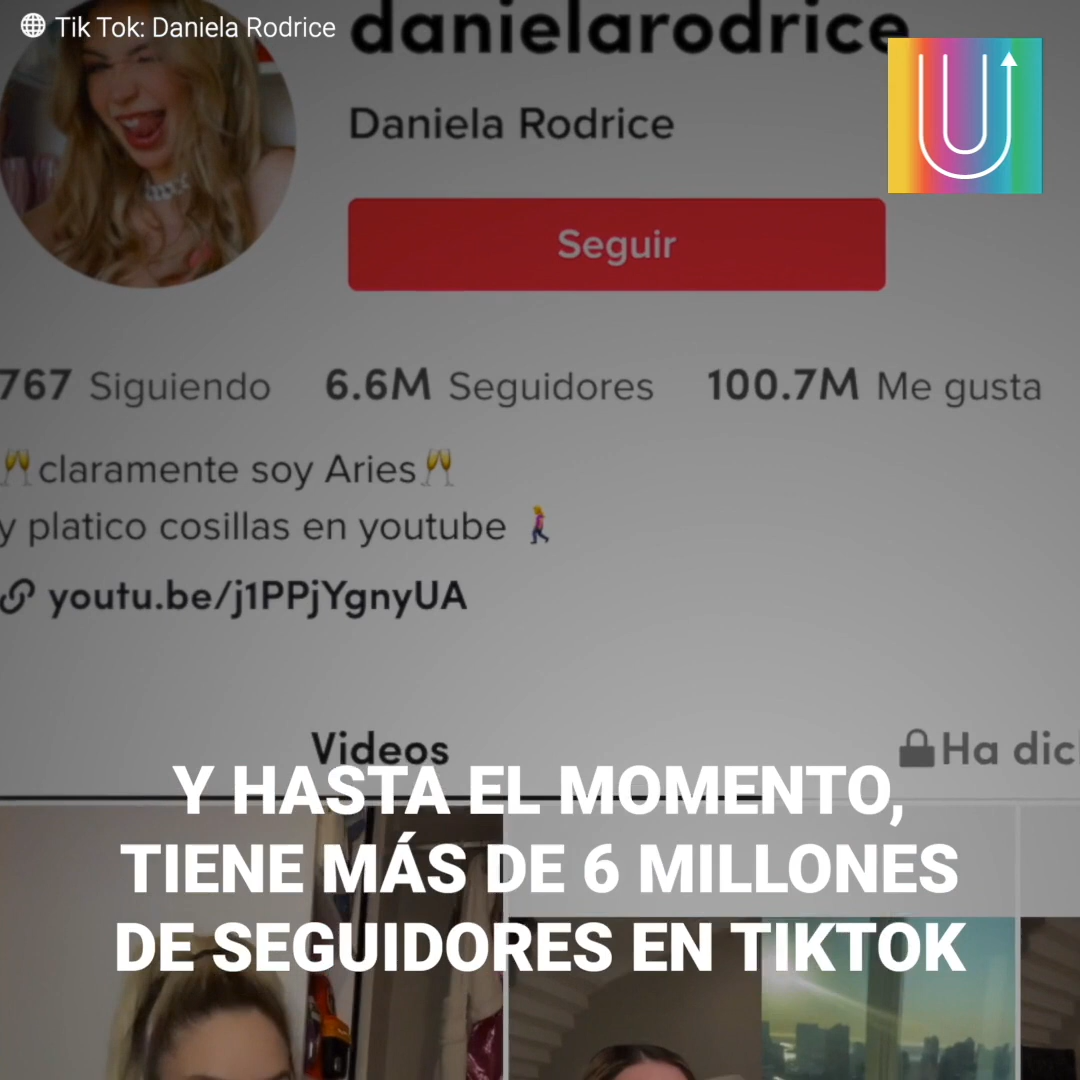 Tik Tok: Daniela Rodrice
danielarodrice
Daniela Rodrice
U
Seguir
767 Siguiendo 6.6M Seguidores 100.7M Me gusta
🥂claramente soy Aries🥂
y platico cosillas en youtube 🚶‍♀️
youtu.be/j1PPjYgnyUA
Videos
Ha dic
Y HASTA EL MOMENTO,
TIENE MÁS DE 6 MILLONES
DE SEGUIDORES EN TIKTOK